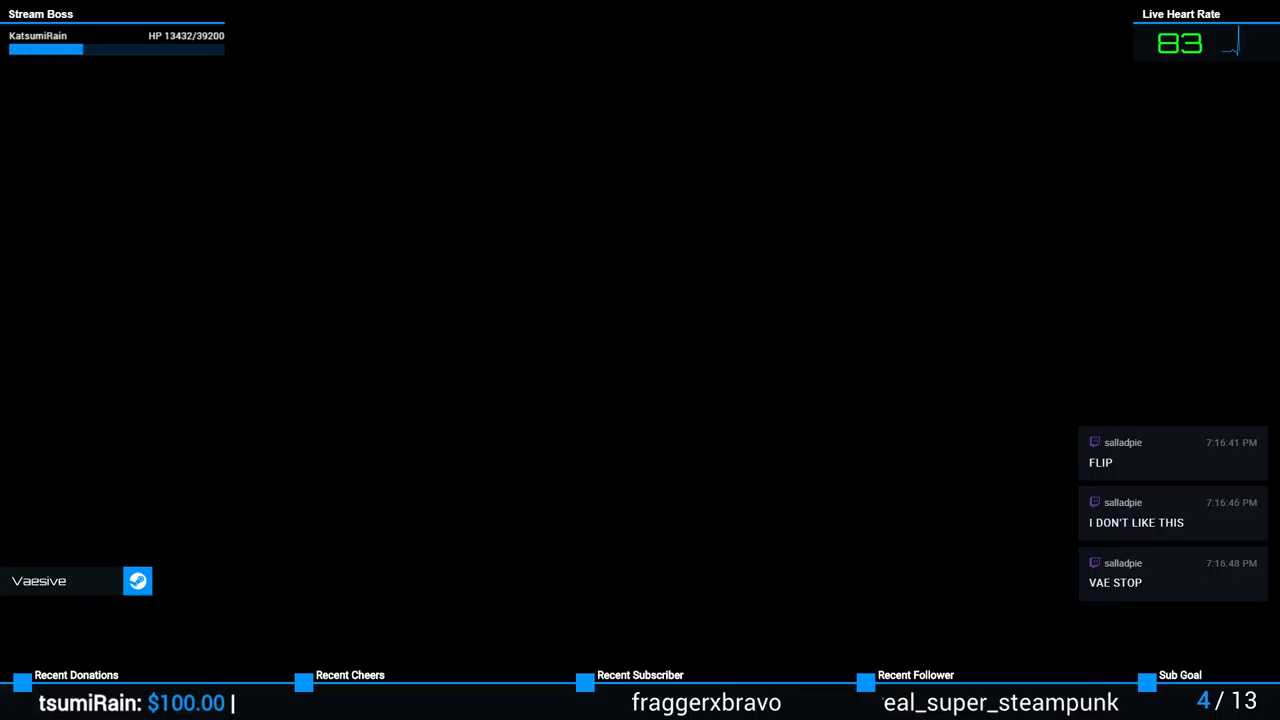 Stream Boss
KatsumiRain HP 13432/39200
Live Heart Rate
83
salladpie 7:16:41 PM
FLIP
salladpie 7:16:46 PM
I DON'T LIKE THIS
salladpie 7:16:48 PM
VAE STOP
Vaesive
Recent Donations
tsumiRain: $100.00 |
Recent Cheers
Recent Subscriber
fraggerxbravo
Recent Follower
eal_super_steampunk
Sub Goal
4 / 13